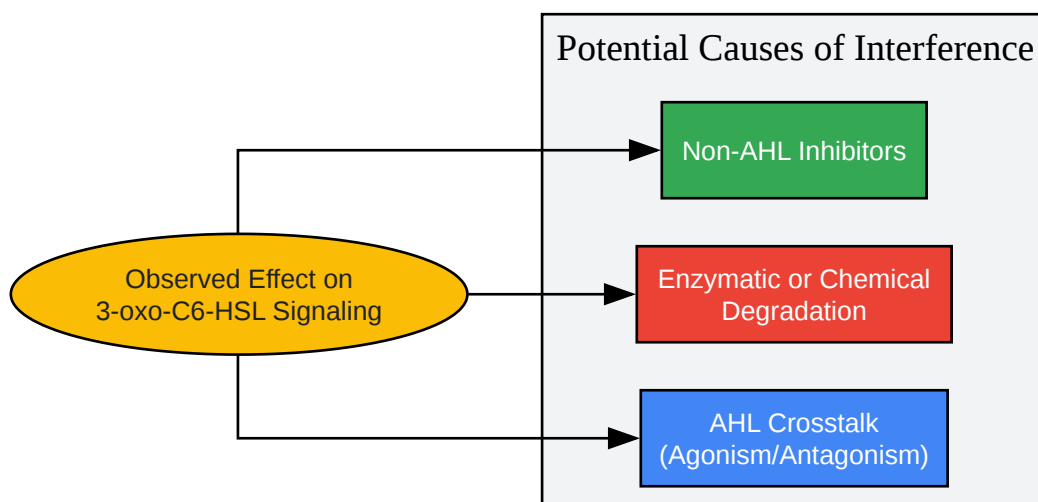 Potential Causes of Interference
Non-AHL Inhibitors
Observed Effect on
3-oxo-C6-HSL Signaling
Enzymatic or Chemical
Degradation
AHL Crosstalk
(Agonism/Antagonism)